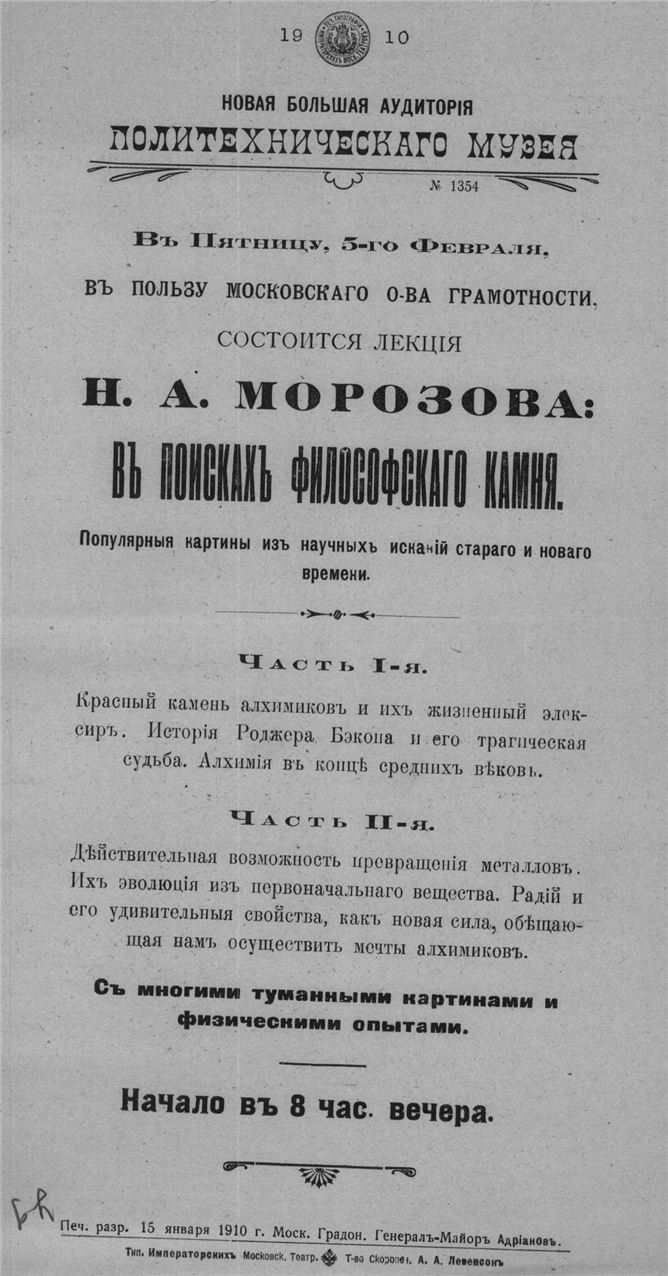 19 10
НОВАЯ БОЛЬШАЯ АУДИТОРІЯ
ПОЛИТЕХНИЧЕСКАГО МУЗЕЯ
№ 1354
Въ Пятницу, 5-го Февраля,
ВЪ ПОЛЬЗУ МОСКОВСКАГО О-ВА ГРАМОТНОСТИ,
СОСТОИТСЯ ЛЕКЦІЯ
Н. А. МОРОЗОВА:
ВЪ ПОИСКАХЪ ФИЛОСОФСКАГО КАМНЯ.
Популярныя картины изъ научныхъ исканій стараго и новаго
времени.
Часть I-я.
Красный камень алхимиковъ и ихъ жизненный элек-
сиръ. Исторія Роджера Бэкона и его трагическая
судьба. Алхимія въ концѣ среднихъ вѣковъ.
Часть II-я.
Дѣйствительная возможность превращенія металловъ.
Ихъ эволюція изъ первоначальнаго вещества. Радій и
его удивительныя свойства, какъ новая сила, обѣщаю-
щая намъ осуществить мечты алхимиковъ.
Съ многими туманными картинами и
физическими опытами.
Начало въ 8 час. вечера.
Печ. разр. 15 января 1910 г. Моск. Градон. Генералъ-Майоръ Адріановъ.
Тип. Императорскихъ Московск. Театр. Т-во Скоропеч. А. А. Левенсонъ